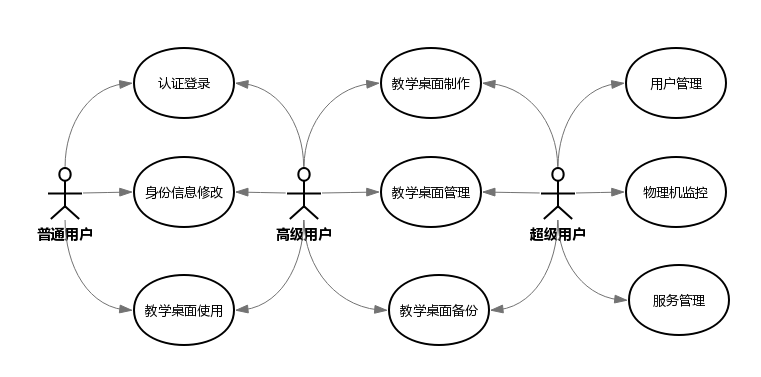 认证登录
教学桌面制作
用户管理
身份信息修改
教学桌面管理
物理机监控
普通用户
高级用户
超级用户
教学桌面使用
教学桌面备份
服务管理